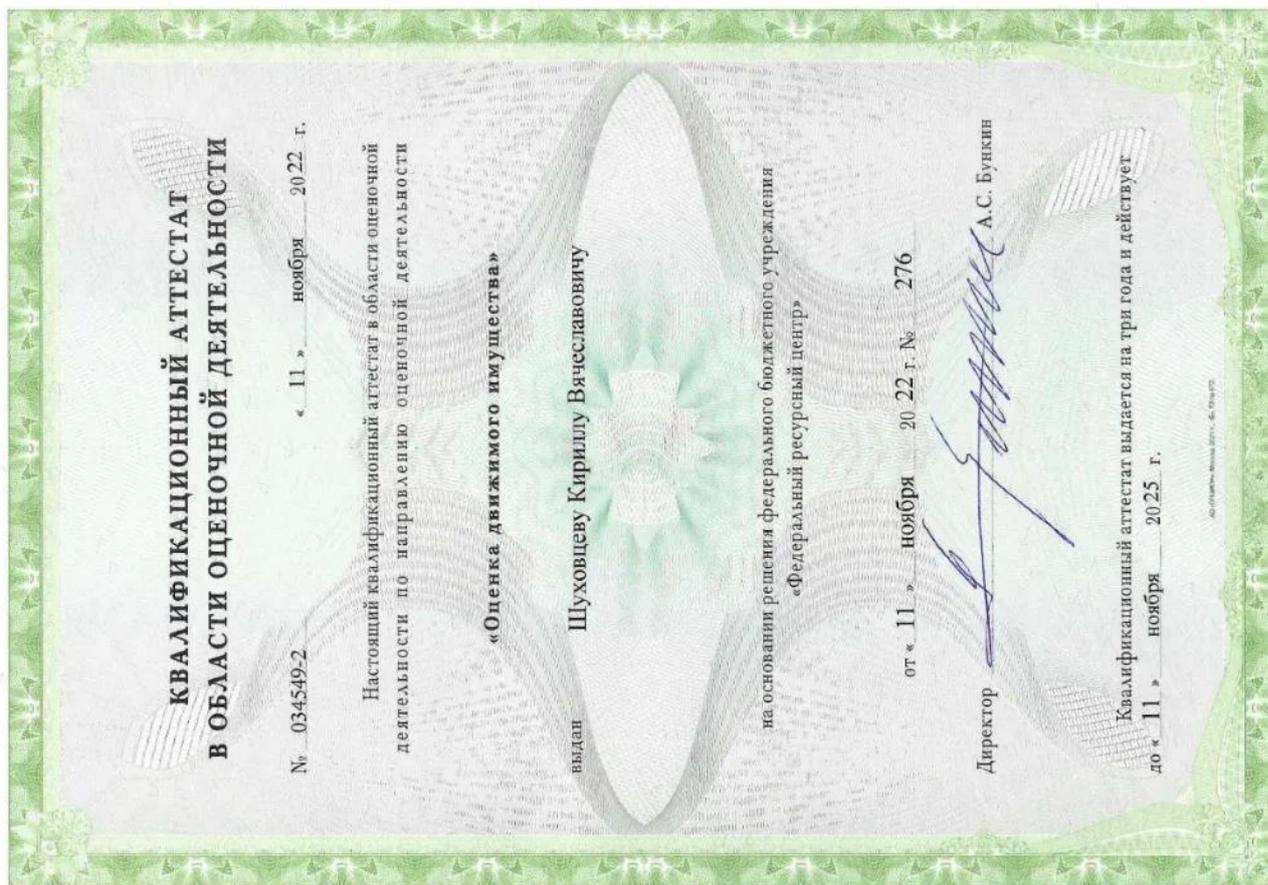 КВАЛИФИКАЦИОННЫЙ АТТЕСТАТ
В ОБЛАСТИ ОЦЕНОЧНОЙ ДЕЯТЕЛЬНОСТИ
№ 034549-2 « 11 » ноября 2022 г.
Настоящий квалификационный аттестат в области оценочной
деятельности по направлению оценочной деятельности
«Оценка движимого имущества»
выдан Шуховцеву Кириллу Вячеславовичу
на основании решения федерального бюджетного учреждения
«Федеральный ресурсный центр»
от « 11 » ноября 20 22 г. № 276
Директор А.С. Бункин
Квалификационный аттестат выдается на три года и действует
до « 11 » ноября 2025 г.